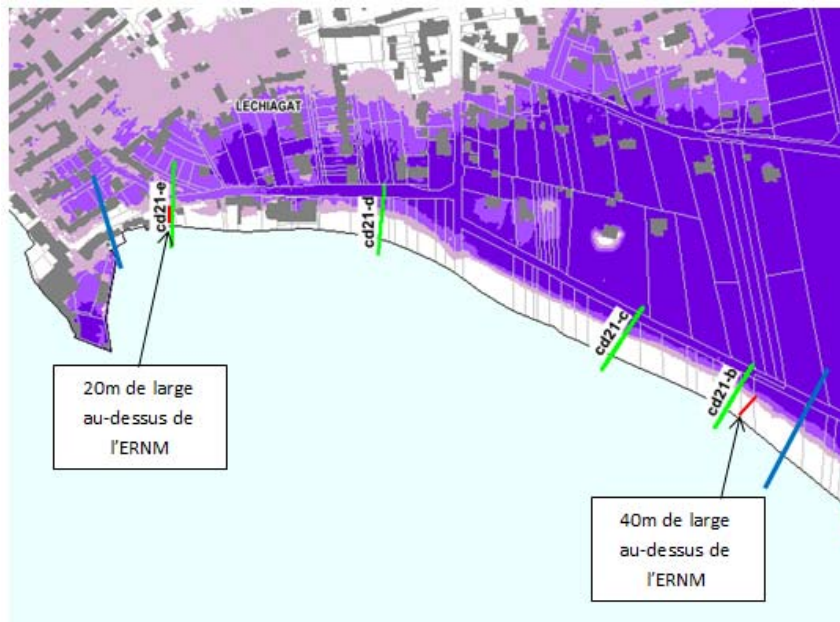 LECHIAGAT
cd21-e
cd21-d
cd21-c
cd21-b
20m de large
au-dessus de
l'ERNM
40m de large
au-dessus de
l'ERNM